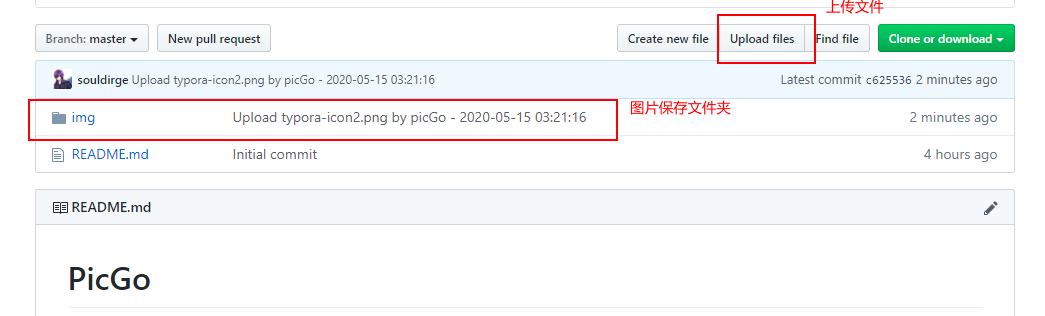 上传文件
Branch: master
New pull request
Create new file
Upload files
Find file
Clone or download
souldirge Upload typora-icon2.png by picGo - 2020-05-15 03:21:16
Latest commit c625536 2 minutes ago
图片保存文件夹
img
Upload typora-icon2.png by picGo - 2020-05-15 03:21:16
2 minutes ago
README.md
Initial commit
4 hours ago
README.md
PicGo